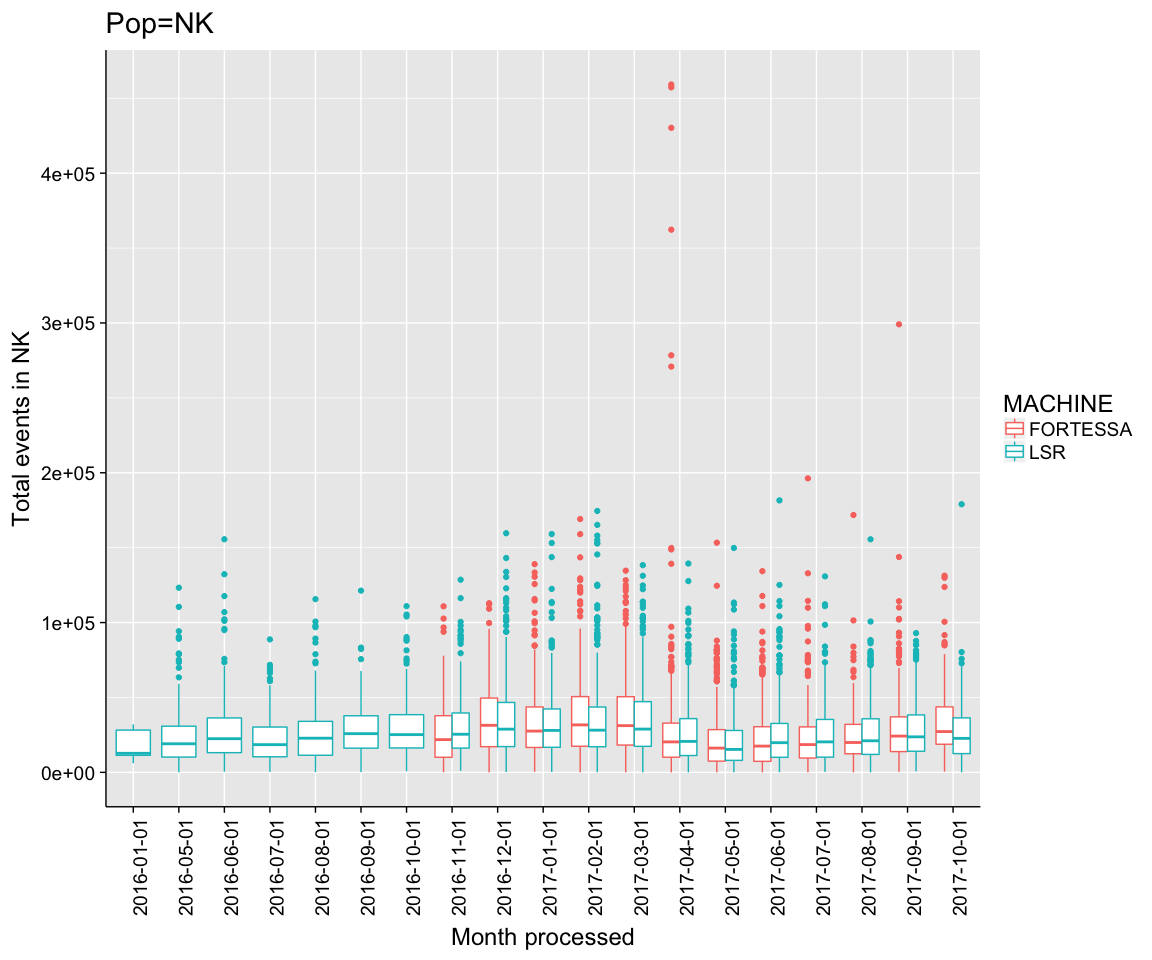 Pop=NK
Total events in NK
4e+05
3e+05
2e+05
1e+05
0e+00
2016-01-01
2016-05-01
2016-06-01
2016-07-01
2016-08-01
2016-09-01
2016-10-01
2016-11-01
2016-12-01
2017-01-01
2017-02-01
2017-03-01
2017-04-01
2017-05-01
2017-06-01
2017-07-01
2017-08-01
2017-09-01
2017-10-01
Month processed
MACHINE
FORTESSA
LSR